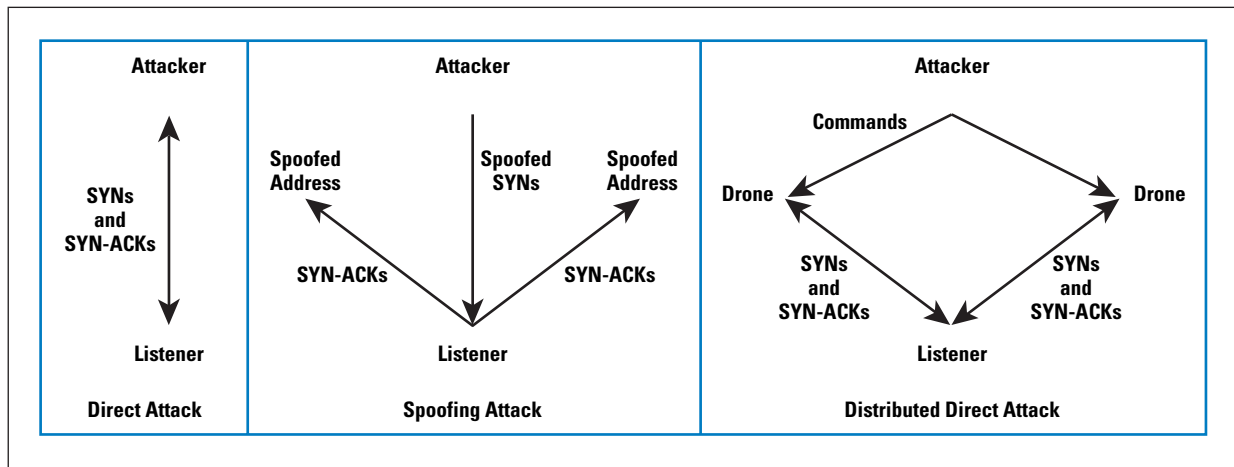 Attacker
SYNs
and
SYN-ACKs
Listener
Direct Attack
Attacker
Spoofed
Address
Spoofed
SYNs
Spoofed
Address
SYN-ACKs
SYN-ACKs
Listener
Spoofing Attack
Attacker
Commands
Drone
Drone
SYNs
and
SYN-ACKs
SYNs
and
SYN-ACKs
Listener
Distributed Direct Attack